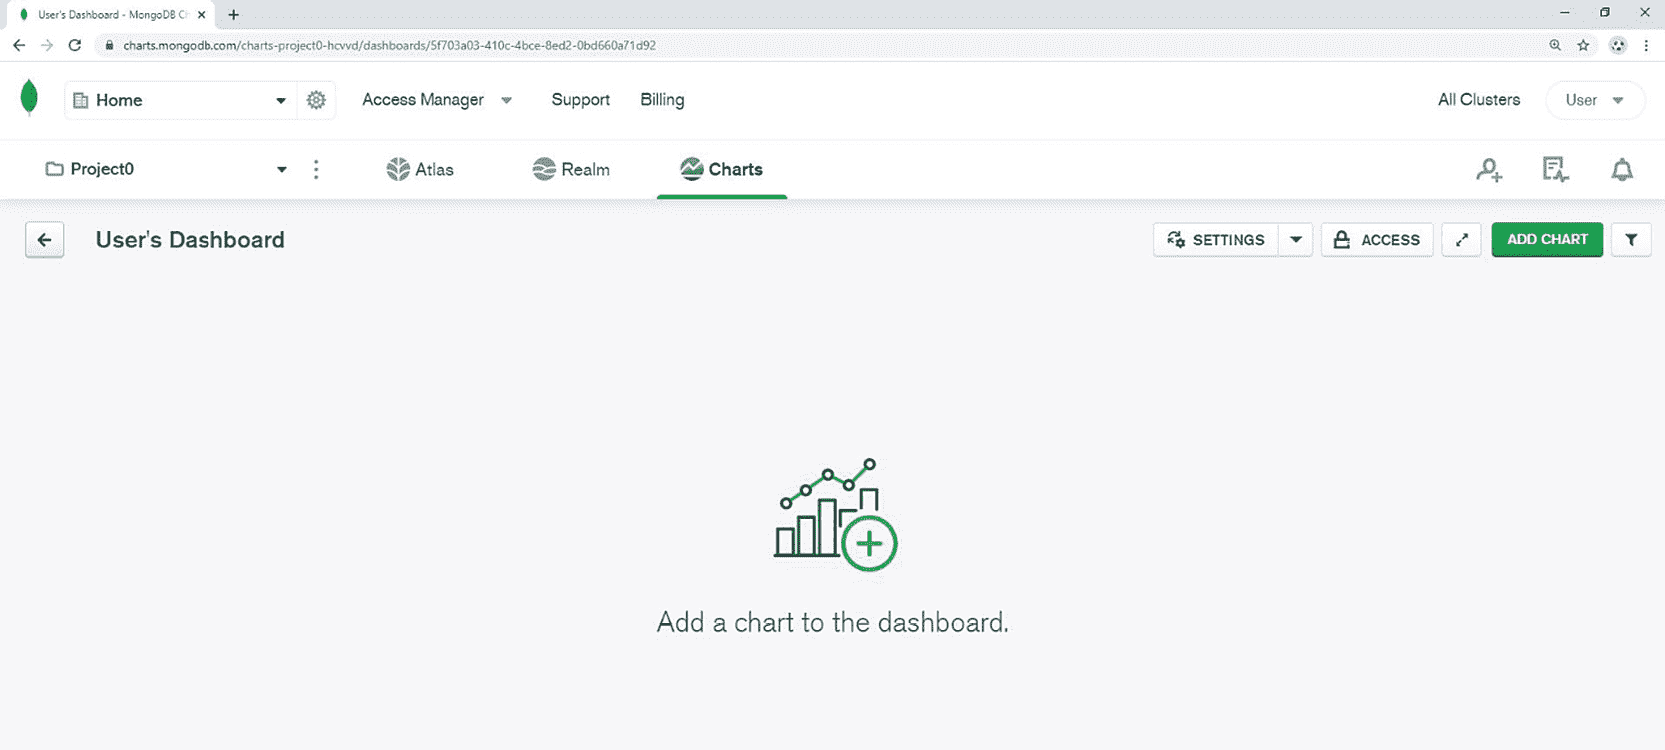 User's Dashboard - MongoDB Ch
charts.mongodb.com/charts-project0-hcvvd/dashboards/5f703a03-410c-4bce-8ed2-0bd660a71d92
Home Access Manager Support Billing All Clusters User
Project0 Atlas Realm Charts
User's Dashboard SETTINGS ACCESS ADD CHART
Add a chart to the dashboard.